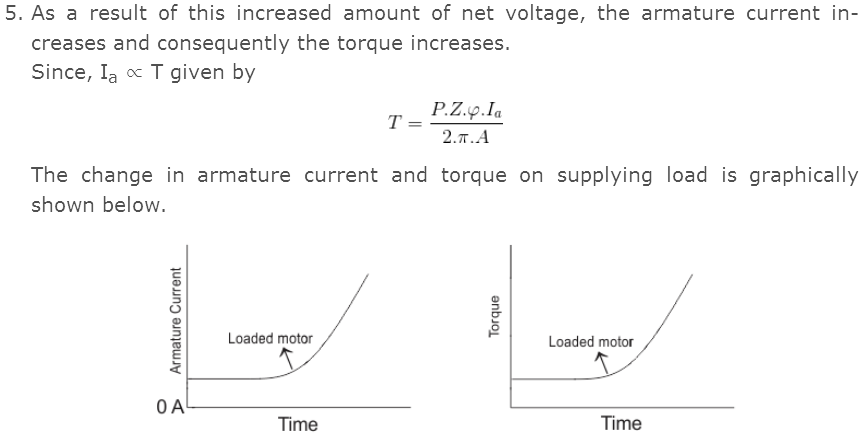 5. As a result of this increased amount of net voltage, the armature current in-
creases and consequently the torque increases.
Since, Iₐ ∝ T given by
T = P.Z.φ.Iₐ / 2.π.A
The change in armature current and torque on supplying load is graphically
shown below.
Armature Current
Loaded motor
0 A
Time
Torque
Loaded motor
Time